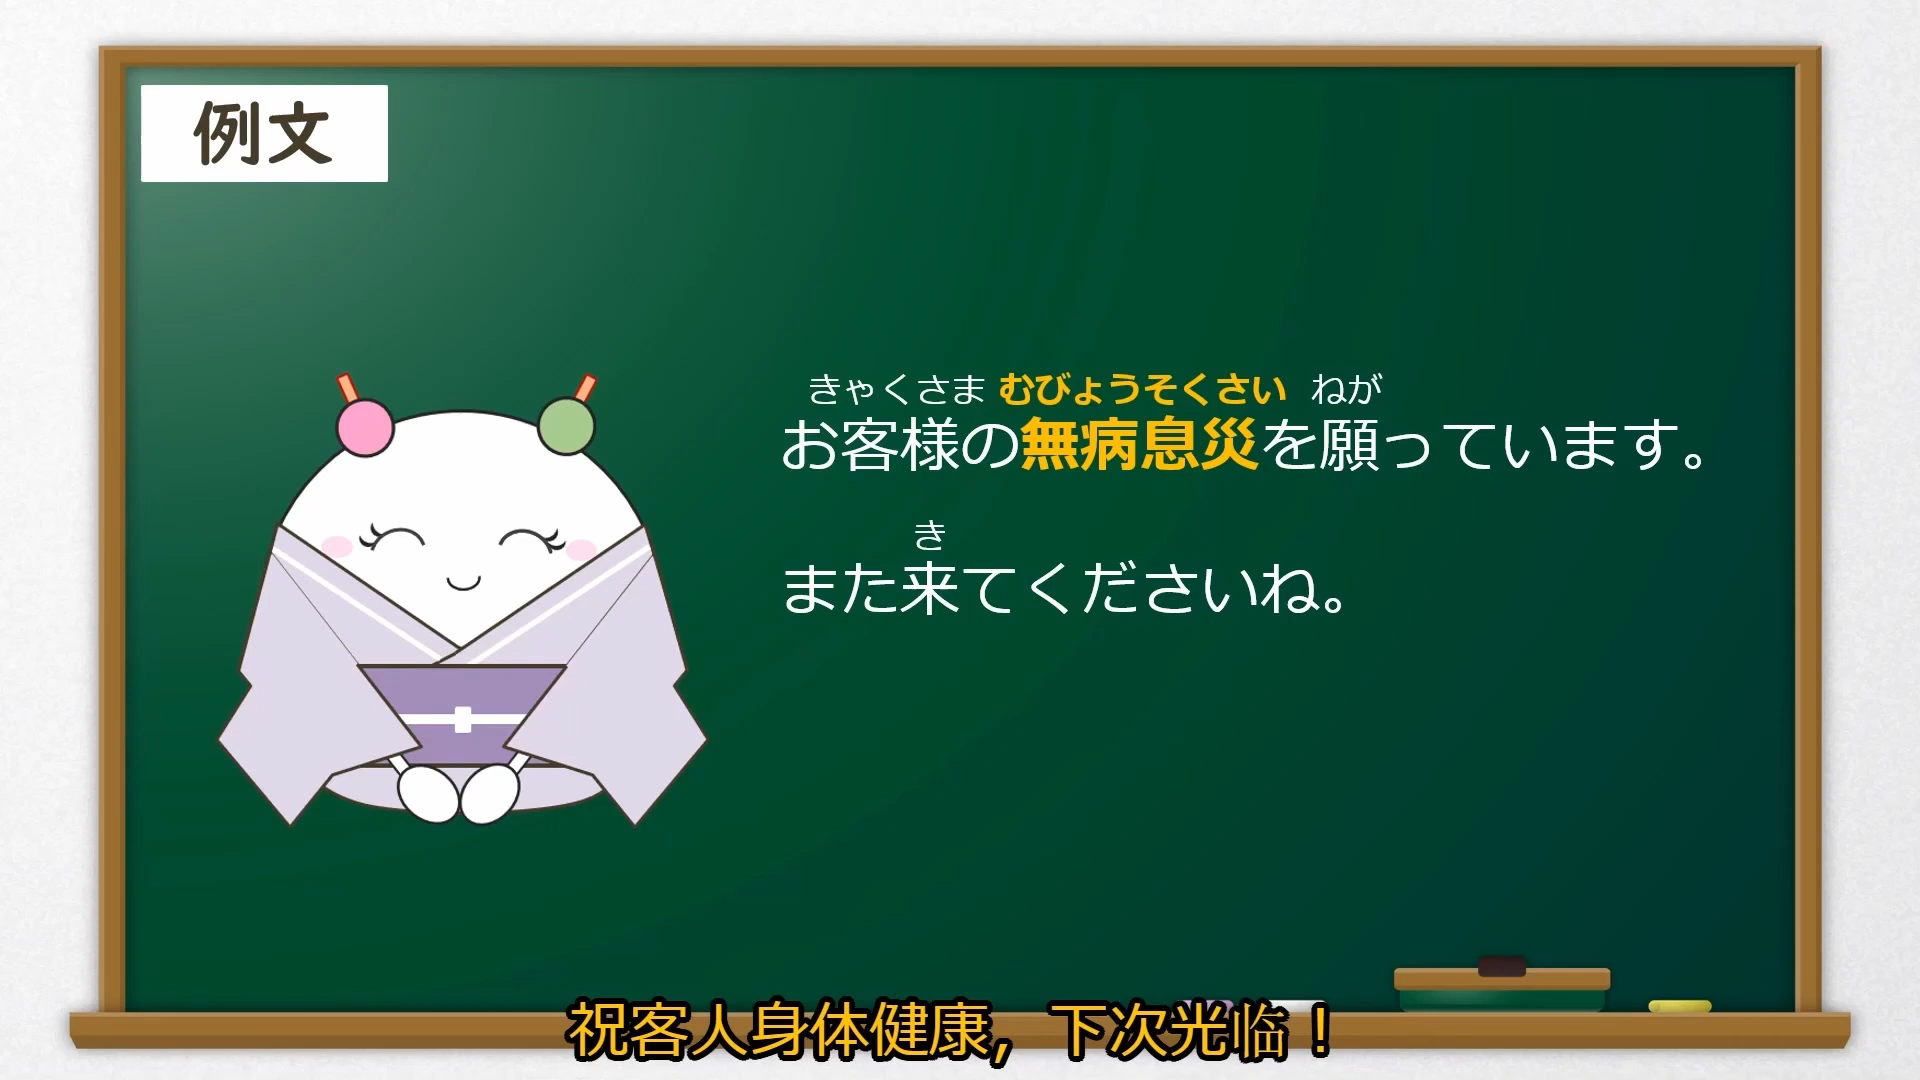 例文
きゃくさま むびょうそくさい ねが
お客様の無病息災を願っています。
き
また来てくださいね。
祝客人身体健康，下次光临！